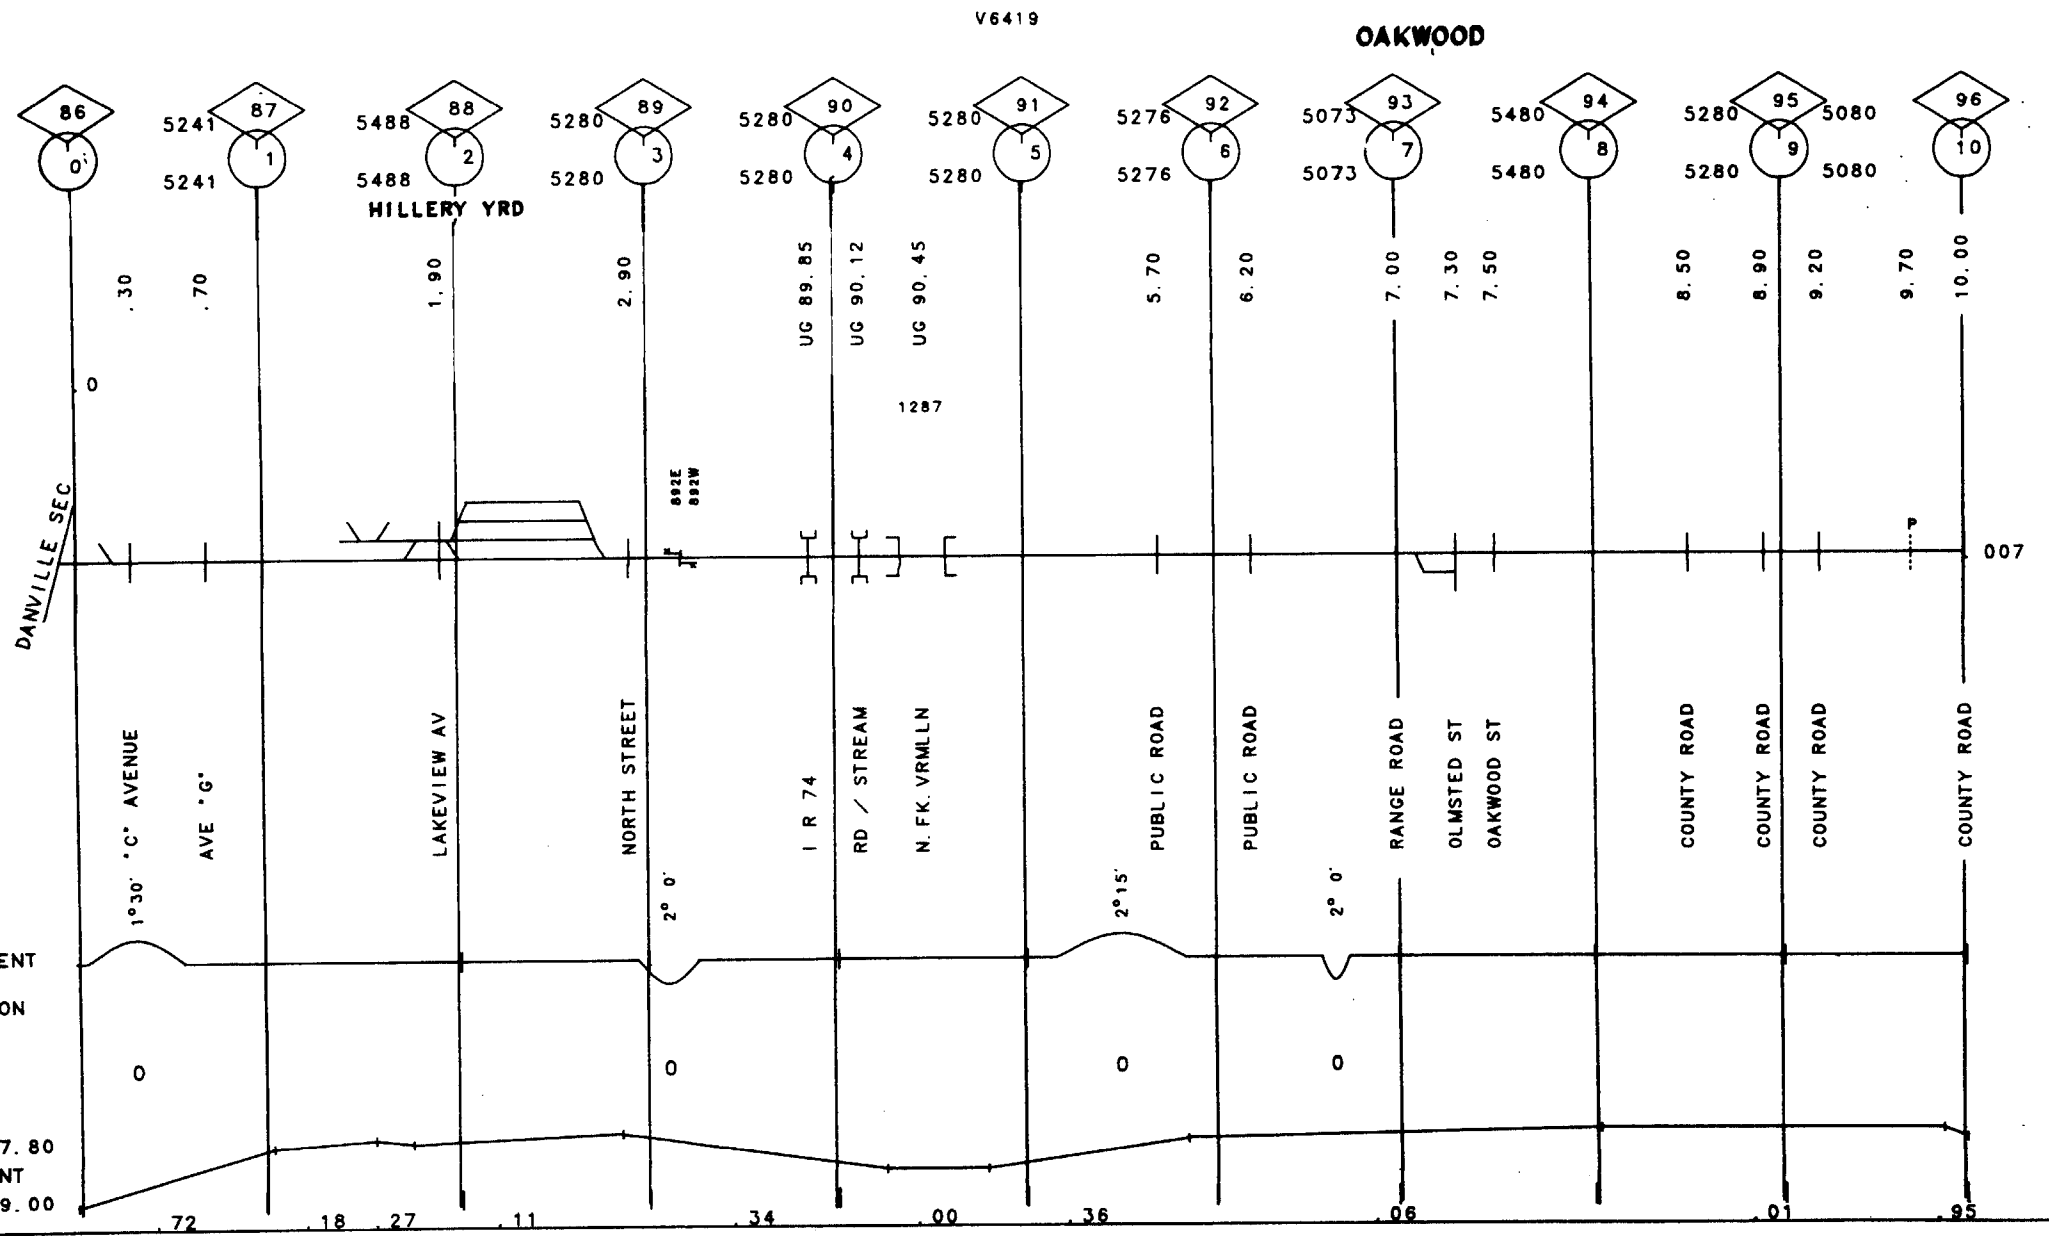 V6419
OAKWOOD
86 87 88 89 90 91 92 93 94 95 96
5241 5488 5280 5280 5280 5276 5073 5480 5280 5080
0 1 2 3 4 5 6 7 8 9 10
5241 5488 5280 5280 5280 5276 5073 5480 5280 5080
HILLERY YRD
.30
.70
1.90
2.90
UG 89.85
UG 90.12
UG 90.45
5.70
6.20
7.00
7.30
7.50
8.50
8.90
9.20
9.70
10.00
0
1287
892E
892W
DANVILLE SEC
P
007
"C" AVENUE
AVE "G"
LAKEVIEW AV
NORTH STREET
I R 74
RD / STREAM
N. FK. VRMLLN
PUBLIC ROAD
PUBLIC ROAD
RANGE ROAD
OLMSTED ST
OAKWOOD ST
COUNTY ROAD
COUNTY ROAD
COUNTY ROAD
COUNTY ROAD
1°30'
2° 0'
2°15'
2° 0'
ENT
ON
0 0 0 0
7.80
NT
9.00
.72 .18 .27 .11 .34 .00 .36 .06 .01 .95